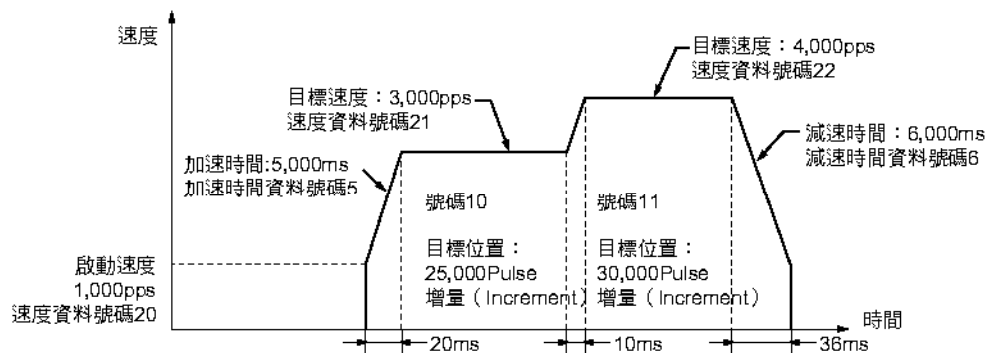 速度
目標速度：4,000pps
速度資料號碼22
目標速度：3,000pps
速度資料號碼21
加速時間:5,000ms
加速時間資料號碼5
減速時間：6,000ms
減速時間資料號碼6
號碼10
號碼11
目標位置：
25,000Pulse
增量（Increment）
目標位置：
30,000Pulse
增量（Increment）
啟動速度
1,000pps
速度資料號碼20
時間
20ms
10ms
36ms